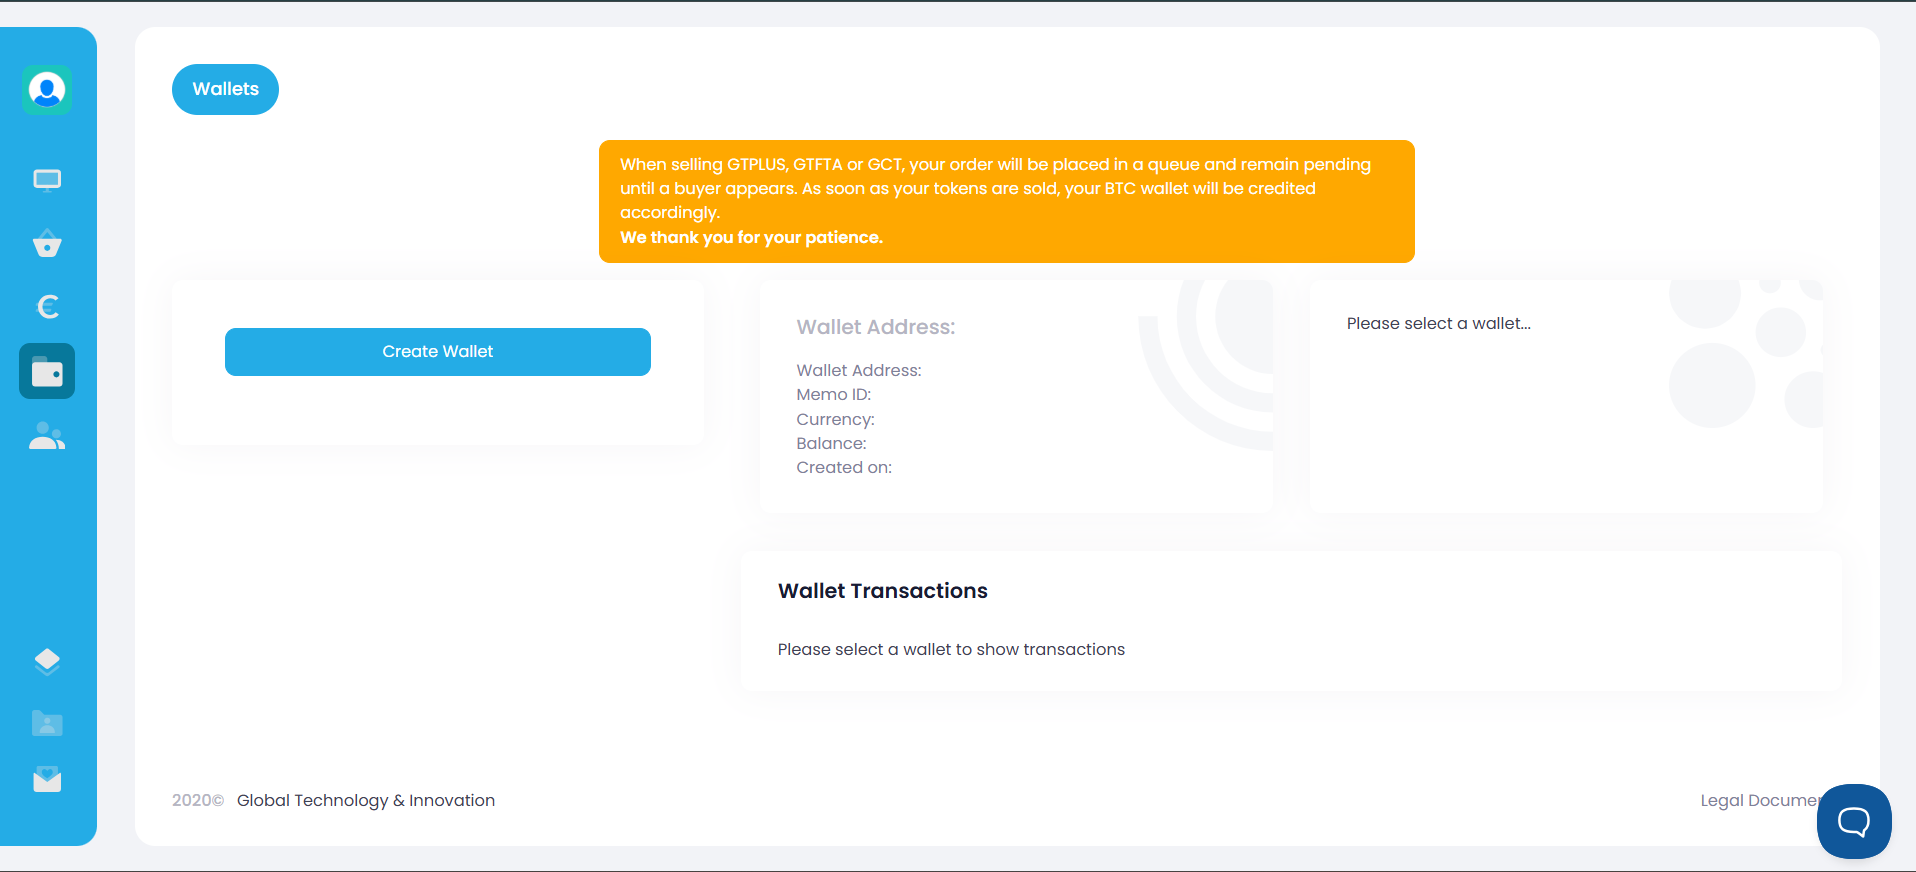 Wallets
When selling GTPLUS, GTFTA or GCT, your order will be placed in a queue and remain pending
until a buyer appears. As soon as your tokens are sold, your BTC wallet will be credited
accordingly.
We thank you for your patience.
Create Wallet
Wallet Address:
Wallet Address:
Memo ID:
Currency:
Balance:
Created on:
Please select a wallet...
Wallet Transactions
Please select a wallet to show transactions
2020© Global Technology & Innovation
Legal